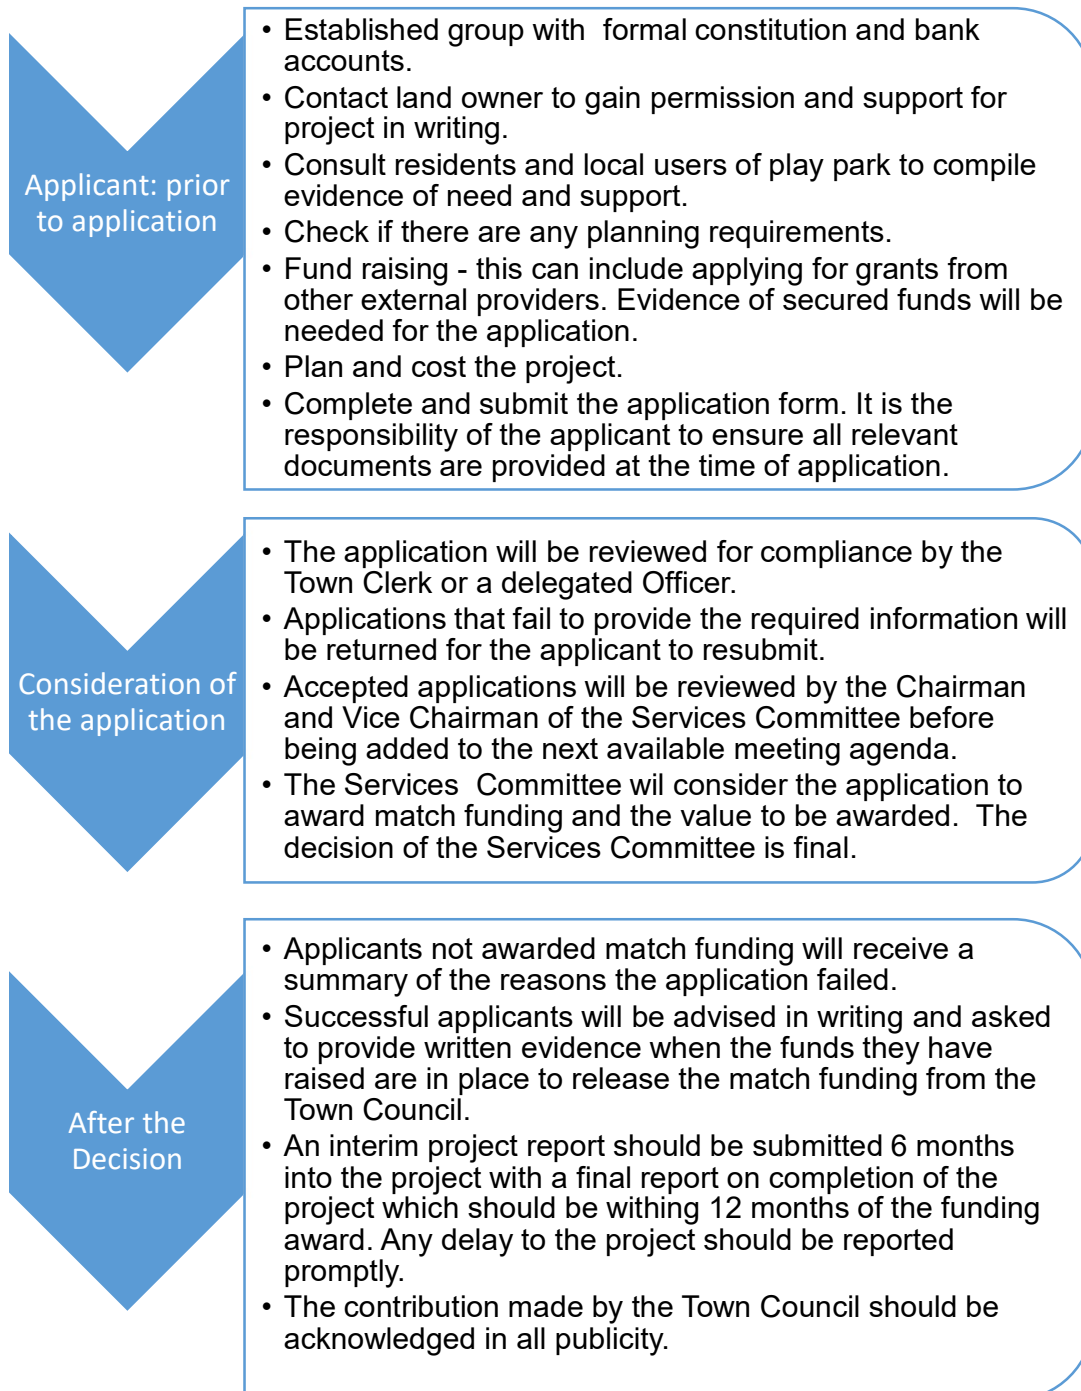 Applicant: prior
to application
• Established group with  formal constitution and bank
accounts.
• Contact land owner to gain permission and support for
project in writing.
• Consult residents and local users of play park to compile
evidence of need and support.
• Check if there are any planning requirements.
• Fund raising - this can include applying for grants from
other external providers. Evidence of secured funds will be
needed for the application.
• Plan and cost the project.
• Complete and submit the application form. It is the
responsibility of the applicant to ensure all relevant
documents are provided at the time of application.
Consideration of
the application
• The application will be reviewed for compliance by the
Town Clerk or a delegated Officer.
• Applications that fail to provide the required information will
be returned for the applicant to resubmit.
• Accepted applications will be reviewed by the Chairman
and Vice Chairman of the Services Committee before
being added to the next available meeting agenda.
• The Services  Committee wil consider the application to
award match funding and the value to be awarded.  The
decision of the Services Committee is final.
After the
Decision
• Applicants not awarded match funding will receive a
summary of the reasons the application failed.
• Successful applicants will be advised in writing and asked
to provide written evidence when the funds they have
raised are in place to release the match funding from the
Town Council.
• An interim project report should be submitted 6 months
into the project with a final report on completion of the
project which should be withing 12 months of the funding
award. Any delay to the project should be reported
promptly.
• The contribution made by the Town Council should be
acknowledged in all publicity.